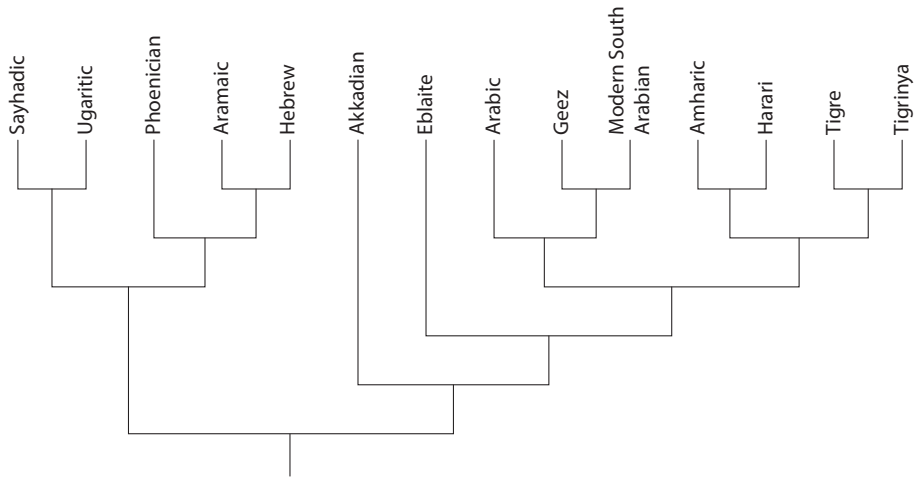 Sayhadic
Ugaritic
Phoenician
Aramaic
Hebrew
Akkadian
Eblaite
Arabic
Geez
Modern South
Arabian
Amharic
Harari
Tigre
Tigrinya